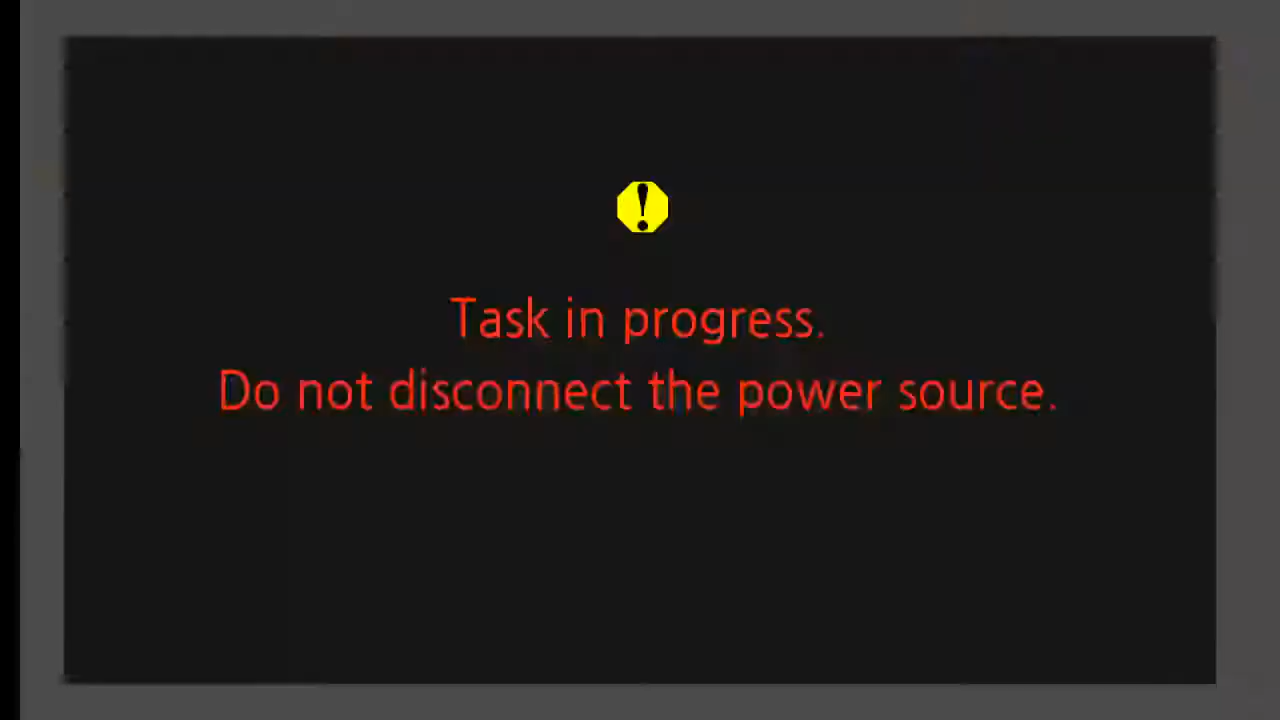 Task in progress.
Do not disconnect the power source.